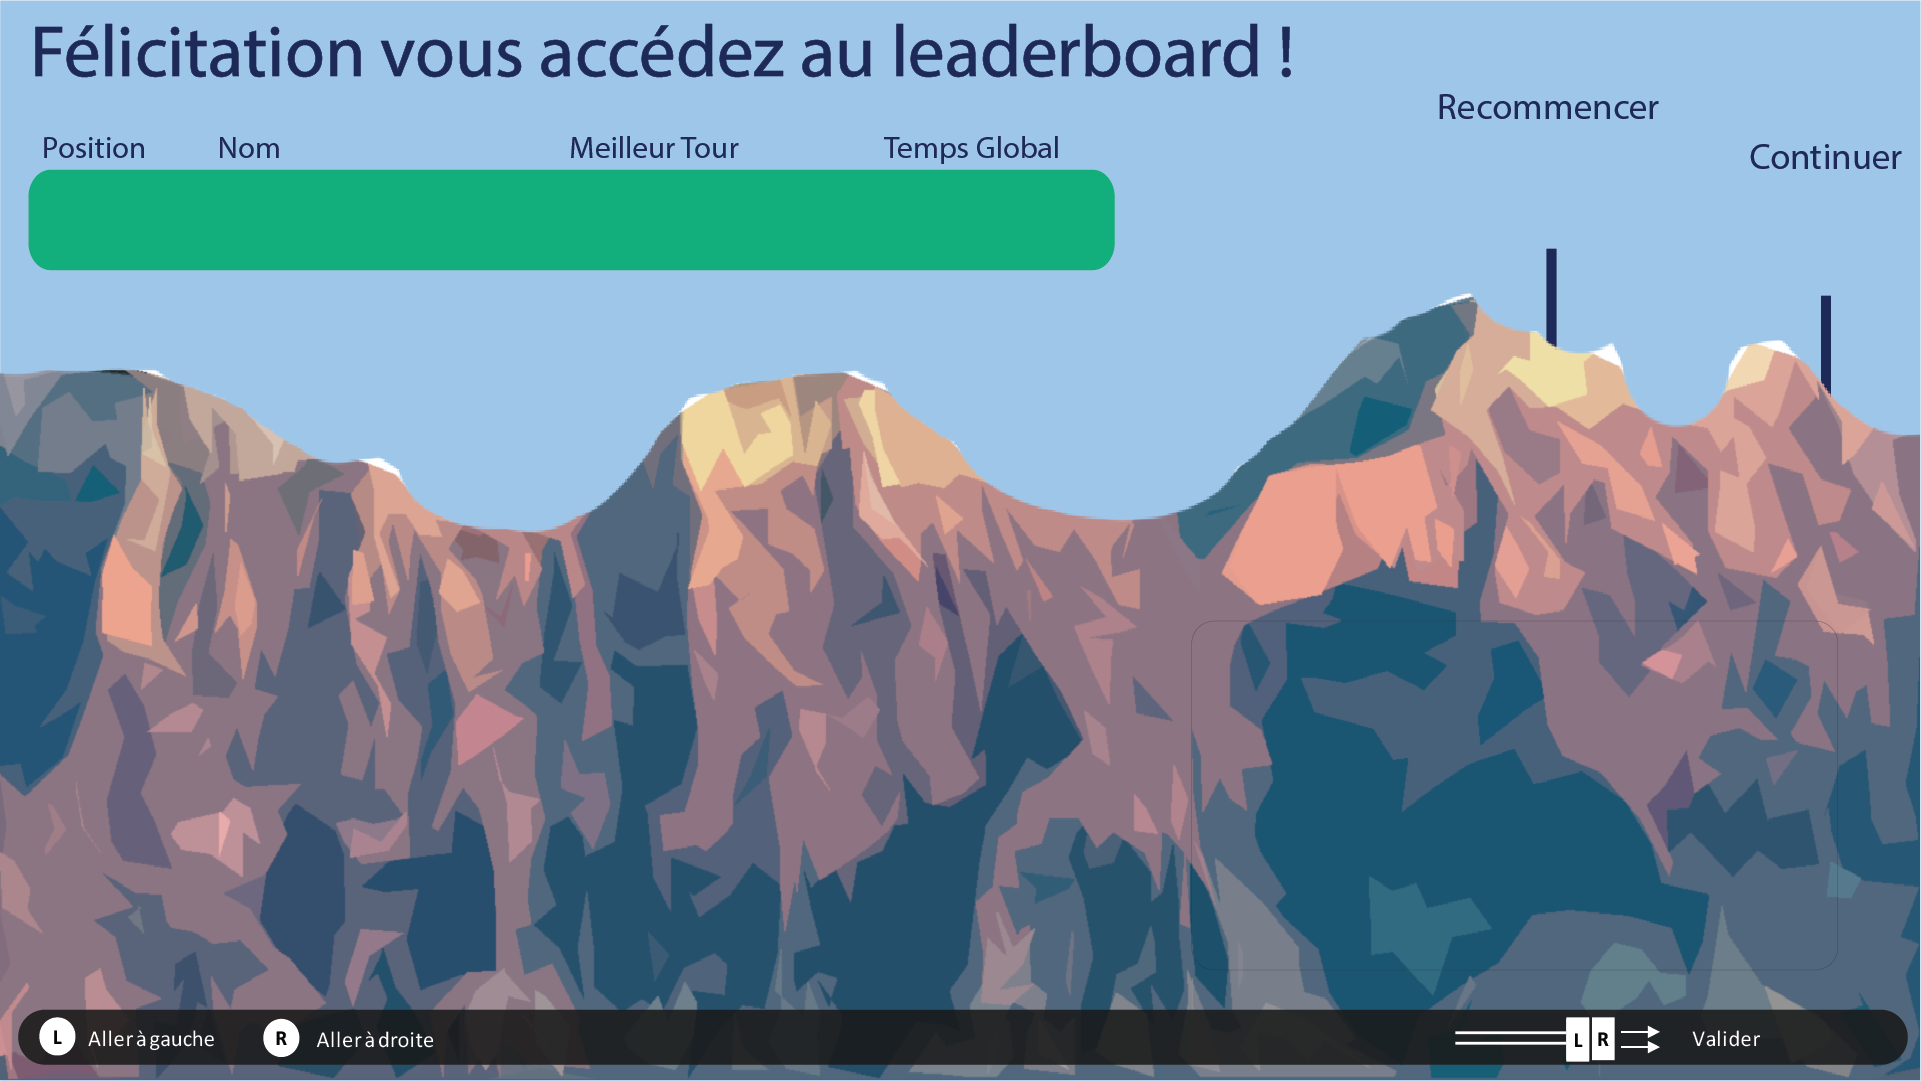 Félicitation vous accédez au leaderboard !
Recommencer
Position Nom Meilleur Tour Temps Global
Continuer
L Aller à gauche R Aller à droite L R Valider